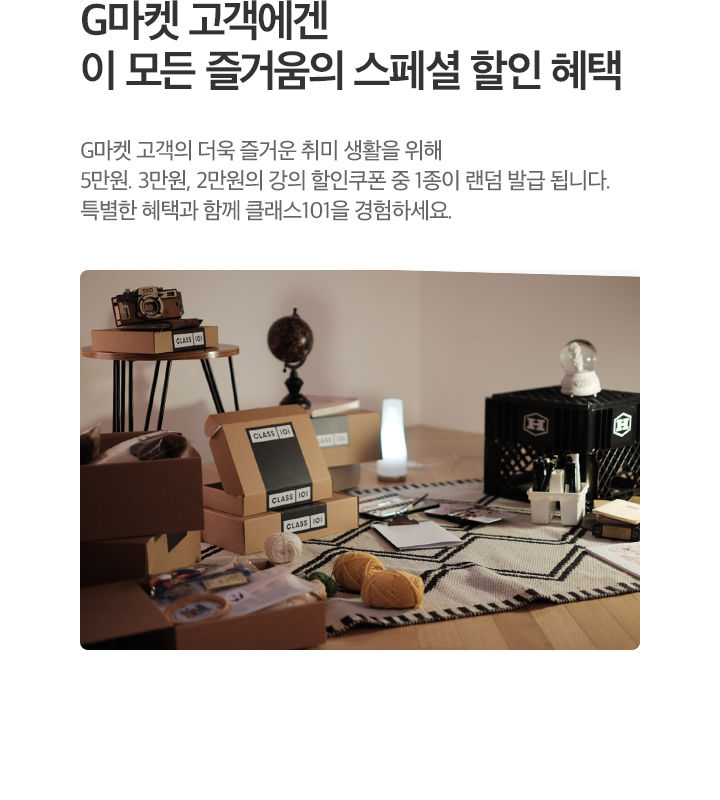 G마켓 고객에겐
이 모든 즐거움의 스페셜 할인 혜택
G마켓 고객의 더욱 즐거운 취미 생활을 위해
5만원. 3만원, 2만원의 강의 할인쿠폰 중 1종이 랜덤 발급 됩니다.
특별한 혜택과 함께 클래스101을 경험하세요.
CLASS 101
CLASS 101
CLASS 101
CLASS 101
H
H